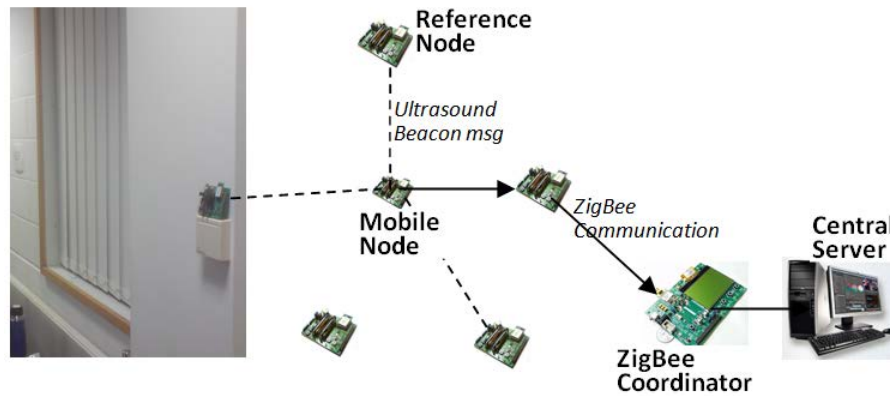 Reference
Node
Ultrasound
Beacon msg
Mobile
Node
ZigBee
Communication
Central
Server
ZigBee
Coordinator